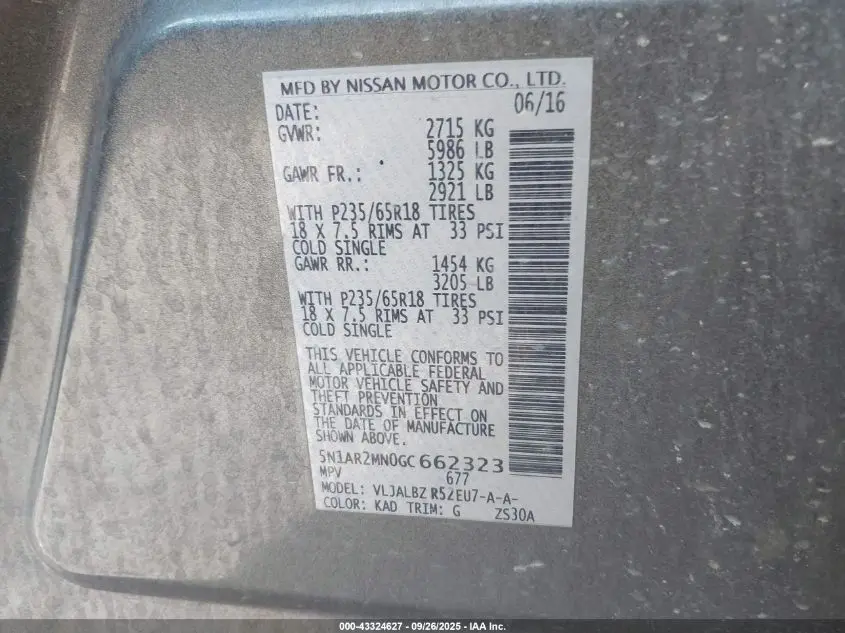 MFD BY NISSAN MOTOR CO., LTD.
DATE: 06/16
GVWR: 2715 KG
5986 LB
GAWR FR.: 1325 KG
2921 LB
WITH P235/65R18 TIRES
18 X 7.5 RIMS AT 33 PSI
COLD SINGLE
GAWR RR.: 1454 KG
3205 LB
WITH P235/65R18 TIRES
18 X 7.5 RIMS AT 33 PSI
COLD SINGLE
THIS VEHICLE CONFORMS TO
ALL APPLICABLE FEDERAL
MOTOR VEHICLE SAFETY AND
THEFT PREVENTION
STANDARDS IN EFFECT ON
THE DATE OF MANUFACTURE
SHOWN ABOVE.
5N1AR2MN0GC662323
MPV 677
MODEL: VLJALBZ R52EU7-A-A-
COLOR: KAD TRIM: G ZS30A
000-43324627 - 09/26/2025 - IAA Inc.